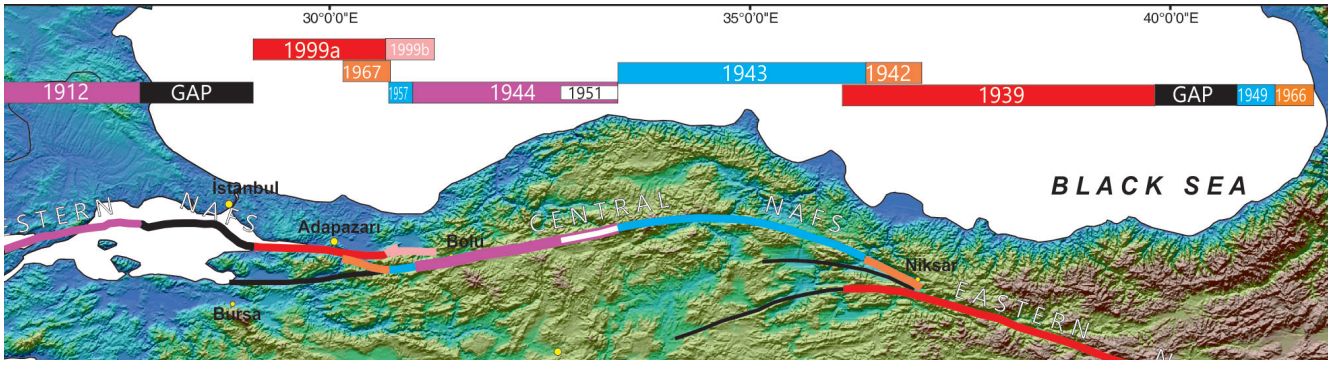 30°0'0"E 35°0'0"E 40°0'0"E
1999a 1999b
1967 1943 1942
1912 GAP 1957 1944 1951 1939 GAP 1949 1966
BLACK SEA
İstanbul
STERN NAFS CENTRAL NAFS
Adapazarı Bolu
Niksar
EASTERN N
Bursa